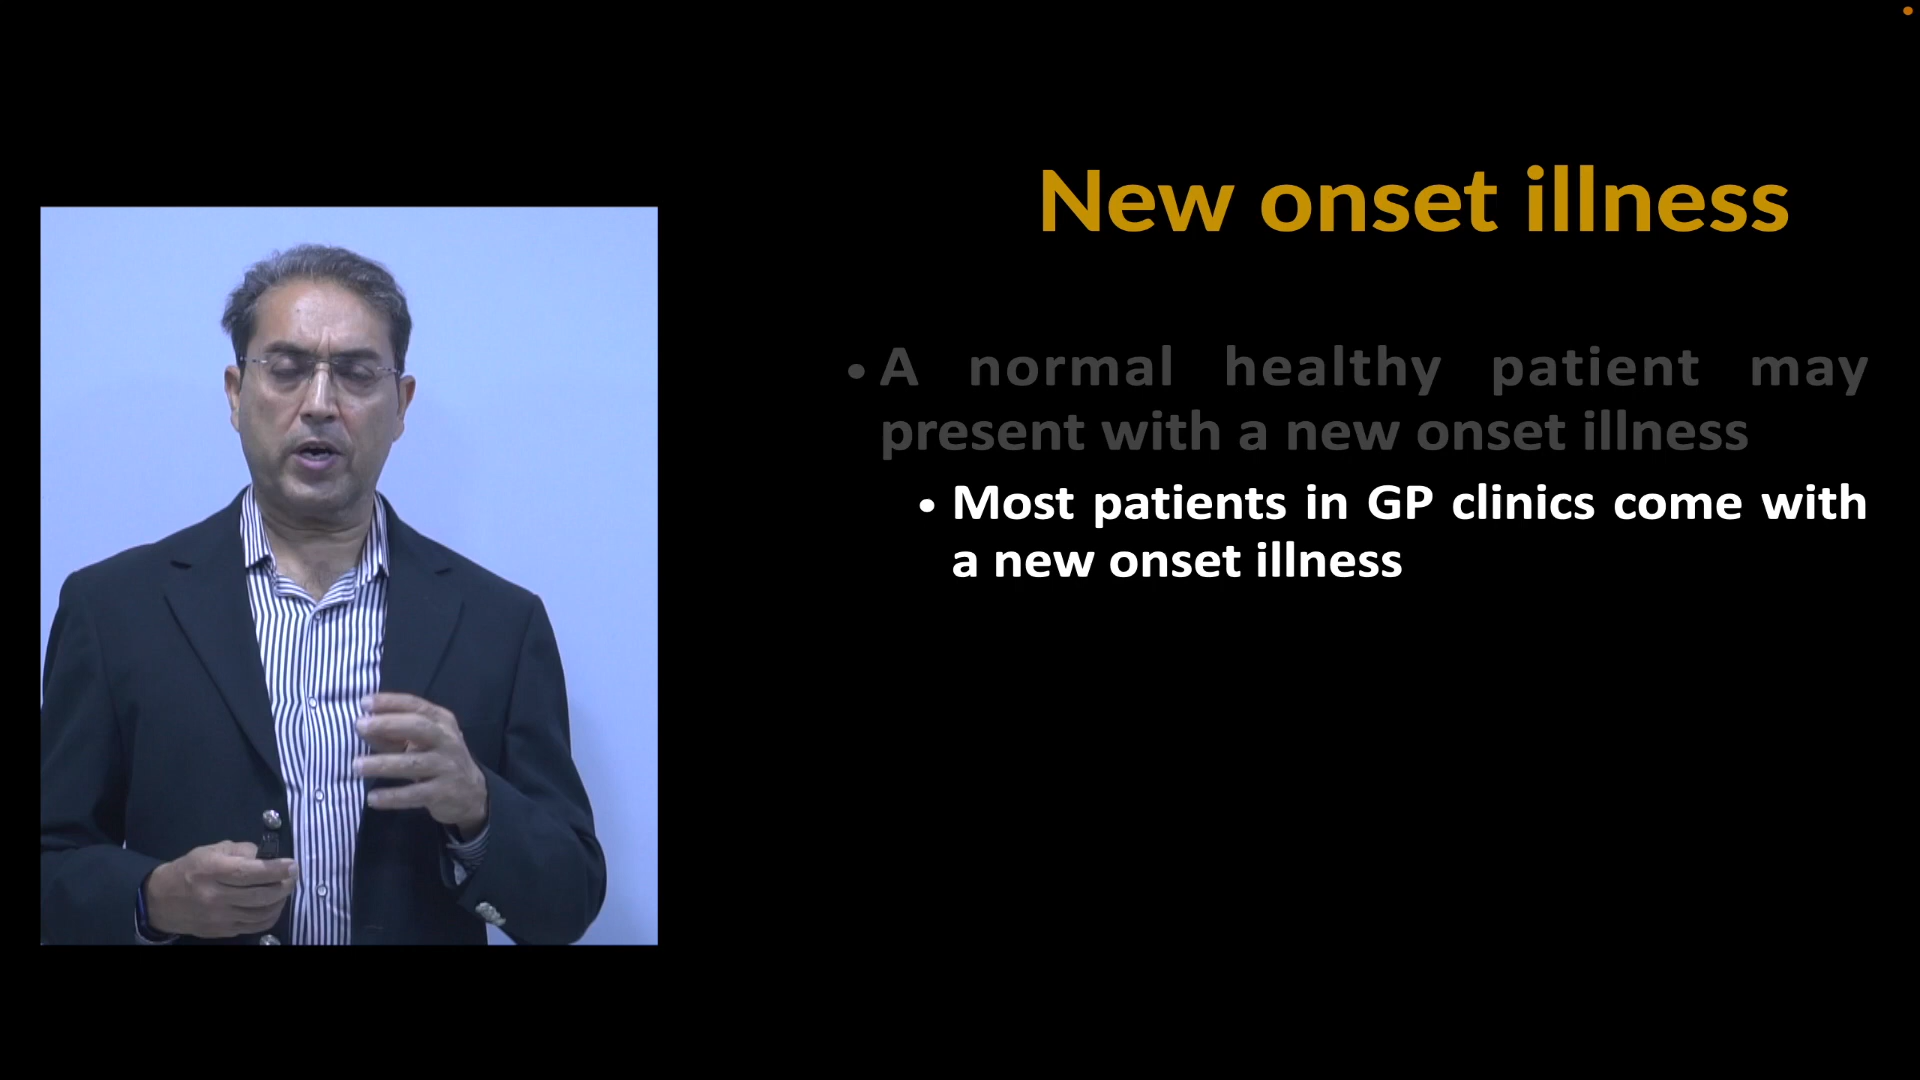 New onset illness
• A normal healthy patient may
present with a new onset illness
• Most patients in GP clinics come with
a new onset illness